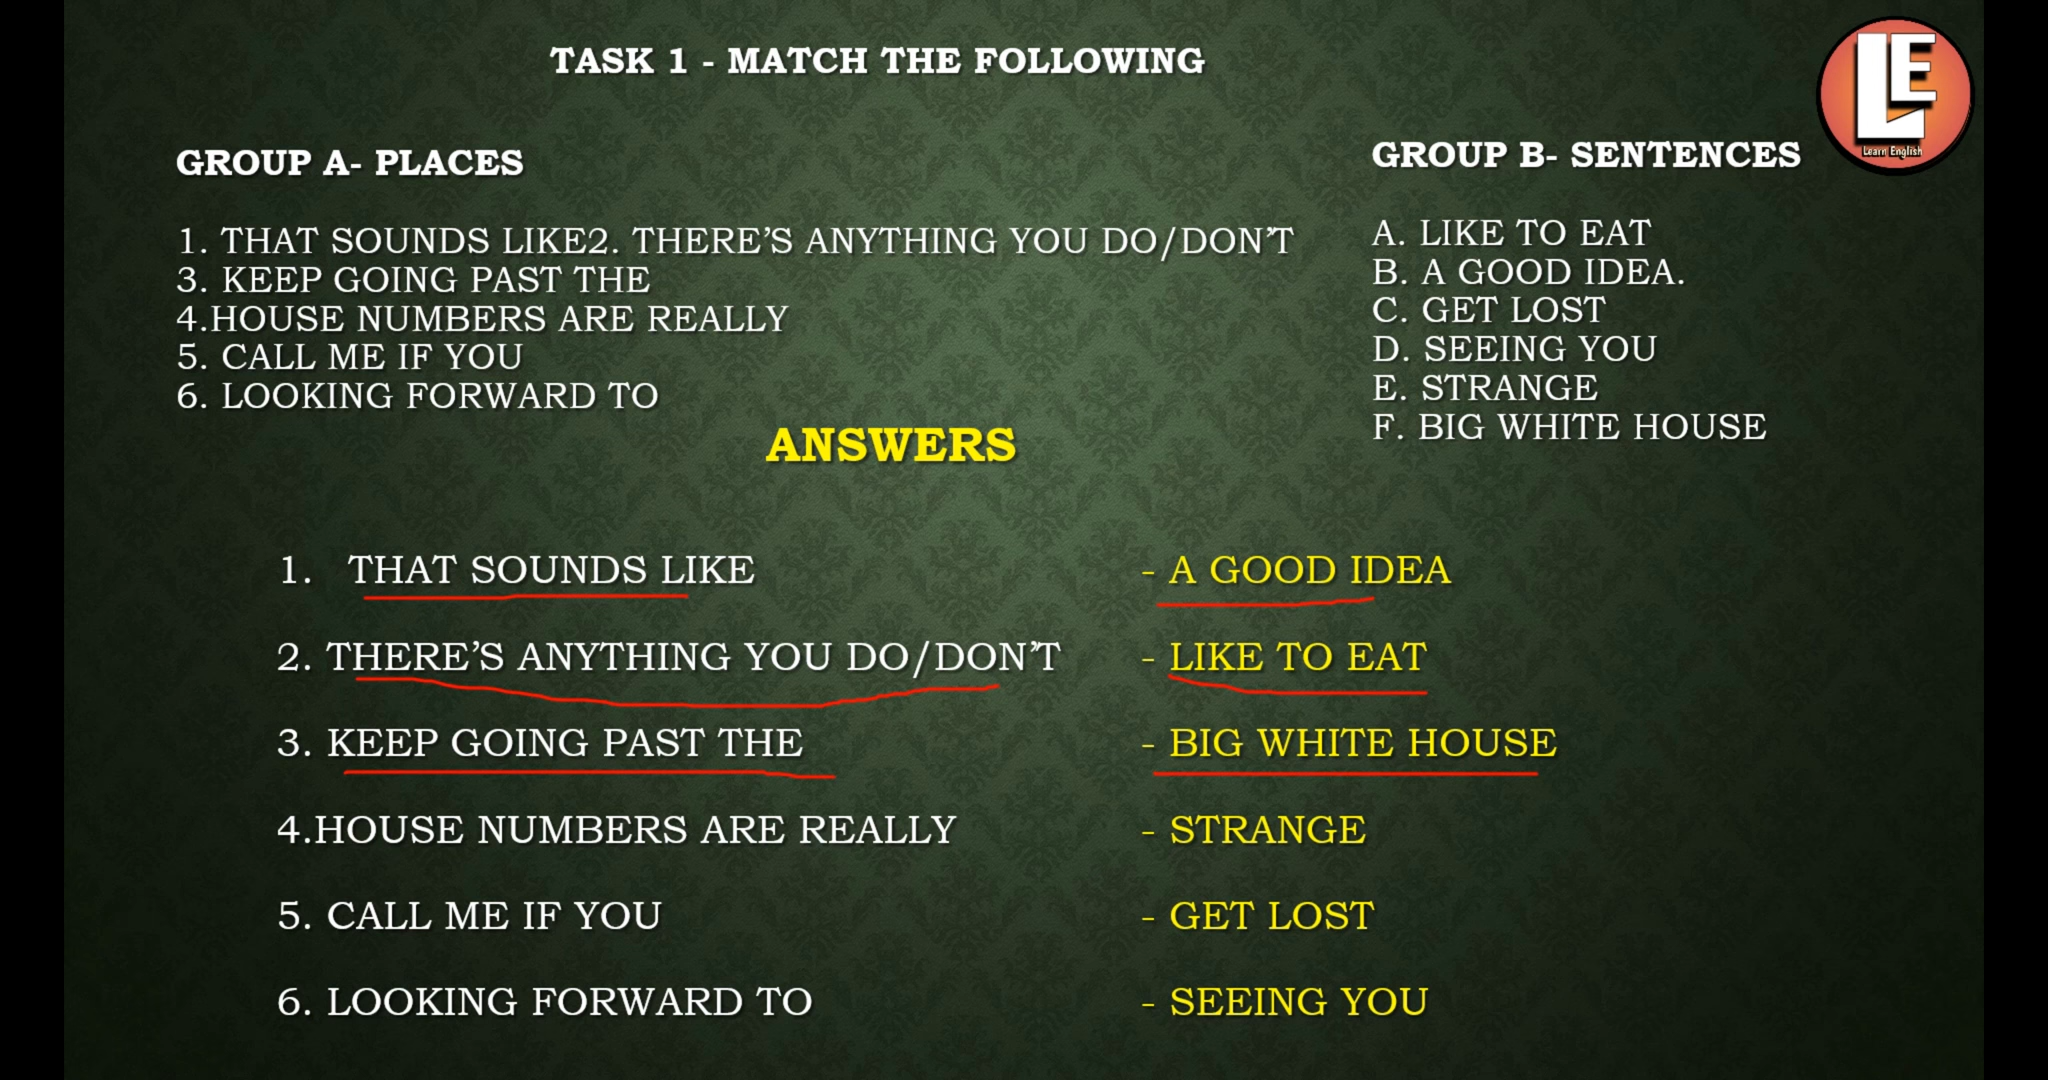 TASK 1 - MATCH THE FOLLOWING
LE
Learn English
GROUP A- PLACES
1. THAT SOUNDS LIKE2. THERE’S ANYTHING YOU DO/DON’T
3. KEEP GOING PAST THE
4.HOUSE NUMBERS ARE REALLY
5. CALL ME IF YOU
6. LOOKING FORWARD TO
GROUP B- SENTENCES
A. LIKE TO EAT
B. A GOOD IDEA.
C. GET LOST
D. SEEING YOU
E. STRANGE
F. BIG WHITE HOUSE
ANSWERS
1. THAT SOUNDS LIKE - A GOOD IDEA
2. THERE’S ANYTHING YOU DO/DON’T - LIKE TO EAT
3. KEEP GOING PAST THE - BIG WHITE HOUSE
4.HOUSE NUMBERS ARE REALLY - STRANGE
5. CALL ME IF YOU - GET LOST
6. LOOKING FORWARD TO - SEEING YOU